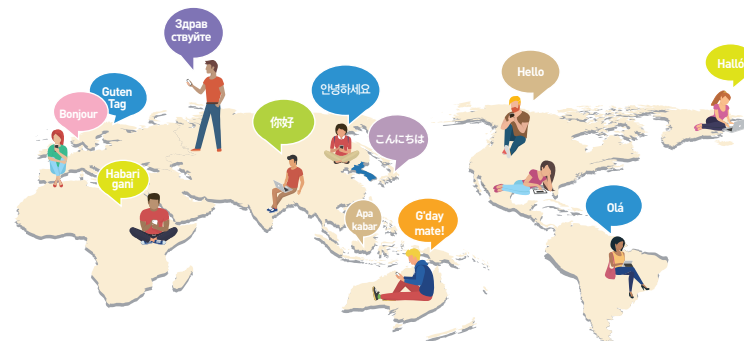 Здрав
ствуйте
Guten
Tag
Bonjour
Habari
gani
你好
안녕하세요
こんにちは
Apa
kabar
G'day
mate!
Hello
Olá
Halló